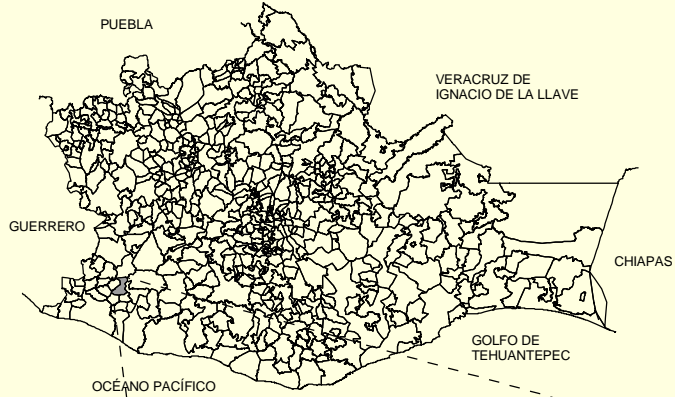 PUEBLA
VERACRUZ DE
IGNACIO DE LA LLAVE
GUERRERO
CHIAPAS
GOLFO DE
TEHUANTEPEC
OCÉANO PACÍFICO